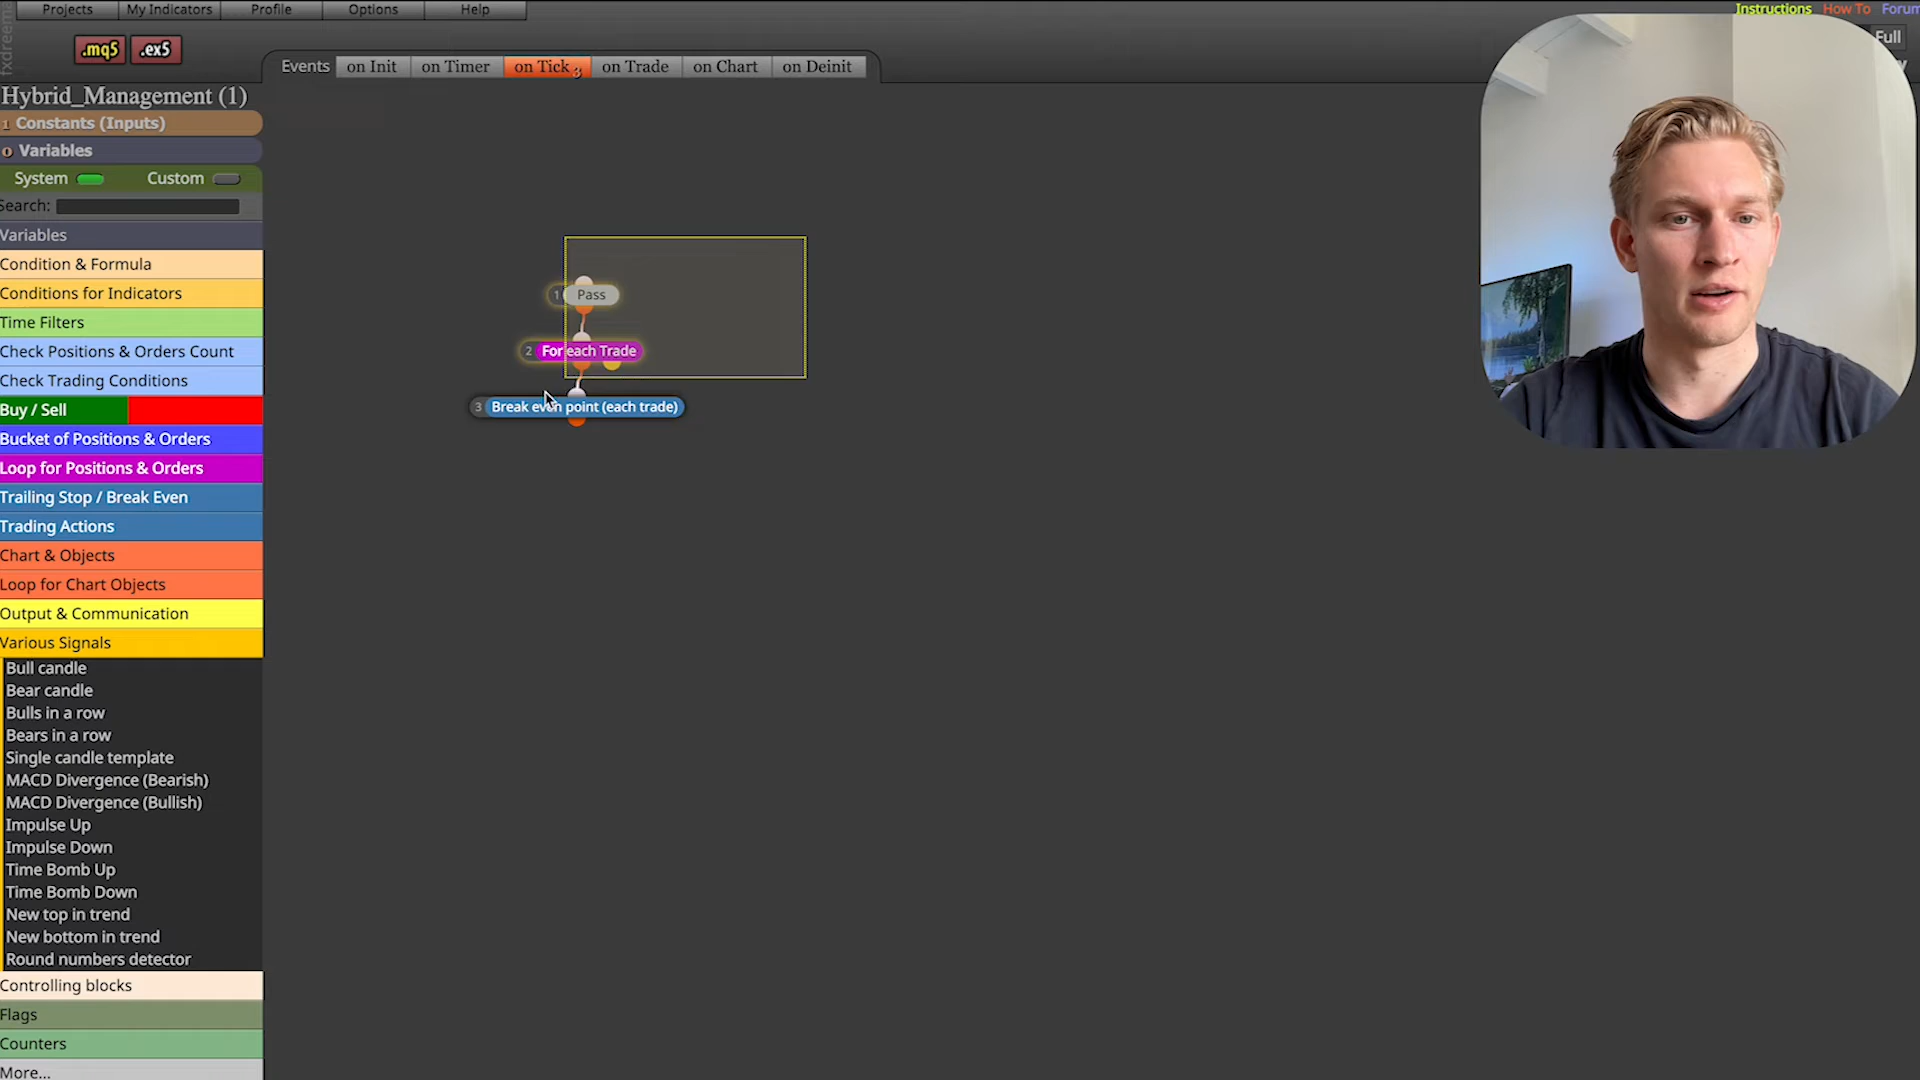 Projects
My Indicators
Profile
Options
Help
Instructions
How To
Forum
fxdreema
.mq5
.ex5
Full
Events
on Init
on Timer
on Tick 3
on Trade
on Chart
on Deinit
Hybrid_Management (1)
1 Constants (Inputs)
0 Variables
System
Custom
Search:
Variables
Condition & Formula
Conditions for Indicators
Time Filters
Check Positions & Orders Count
Check Trading Conditions
Buy / Sell
Bucket of Positions & Orders
Loop for Positions & Orders
Trailing Stop / Break Even
Trading Actions
Chart & Objects
Loop for Chart Objects
Output & Communication
Various Signals
Bull candle
Bear candle
Bulls in a row
Bears in a row
Single candle template
MACD Divergence (Bearish)
MACD Divergence (Bullish)
Impulse Up
Impulse Down
Time Bomb Up
Time Bomb Down
New top in trend
New bottom in trend
Round numbers detector
Controlling blocks
Flags
Counters
More...
1 Pass
2 For each Trade
3 Break even point (each trade)